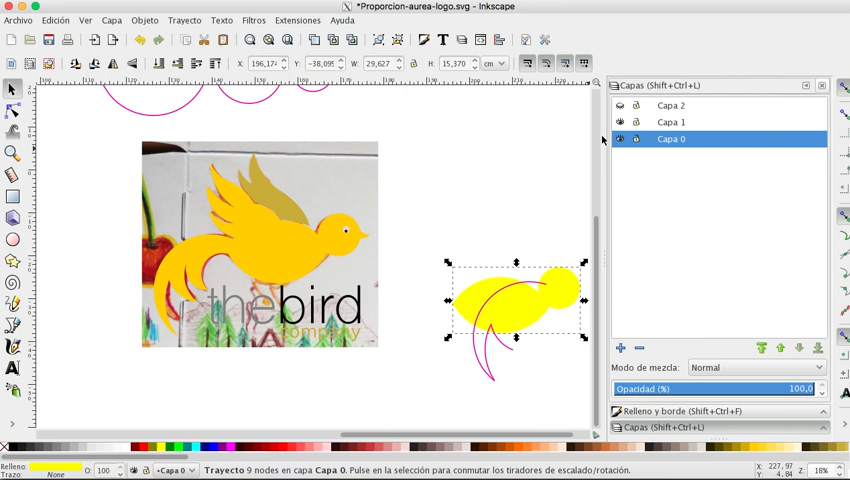 *Proporcion-aurea-logo.svg - Inkscape
Archivo Edición Ver Capa Objeto Trayecto Texto Filtros Extensiones Ayuda
X: 196,174 Y: -38,095 W: 29,627 H: 15,370 cm
Capas (Shift+Ctrl+L)
Capa 2
Capa 1
Capa 0
thebird
company
Modo de mezcla: Normal
Opacidad (%) 100,0
Relleno y borde (Shift+Ctrl+F)
Capas (Shift+Ctrl+L)
Relleno: O: 100 •Capa 0 Trayecto 9 nodes en capa Capa 0. Pulse en la selección para conmutar los tiradores de escalado/rotación. X: 227,97 Z: 18%
Trazo: None Y: 4,84